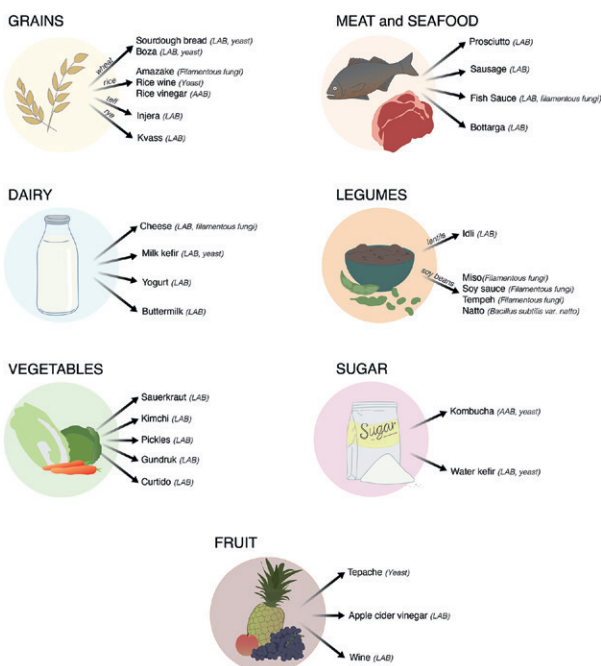 GRAINS
wheat
Sourdough bread (LAB, yeast)
Boza (LAB, yeast)
rice
Amazake (Filamentous fungi)
Rice wine (Yeast)
Rice vinegar (AAB)
teff
Injera (LAB)
rye
Kvass (LAB)
MEAT and SEAFOOD
Prosciutto (LAB)
Sausage (LAB)
Fish Sauce (LAB, filamentous fungi)
Bottarga (LAB)
DAIRY
Cheese (LAB, filamentous fungi)
Milk kefir (LAB, yeast)
Yogurt (LAB)
Buttermilk (LAB)
LEGUMES
lentils
Idli (LAB)
soy beans
Miso(Filamentous fungi)
Soy sauce (Filamentous fungi)
Tempeh (Filamentous fungi)
Natto (Bacillus subtilis var. natto)
VEGETABLES
Sauerkraut (LAB)
Kimchi (LAB)
Pickles (LAB)
Gundruk (LAB)
Curtido (LAB)
SUGAR
Sugar
Kombucha (AAB, yeast)
Water kefir (LAB, yeast)
FRUIT
Tepache (Yeast)
Apple cider vinegar (LAB)
Wine (LAB)